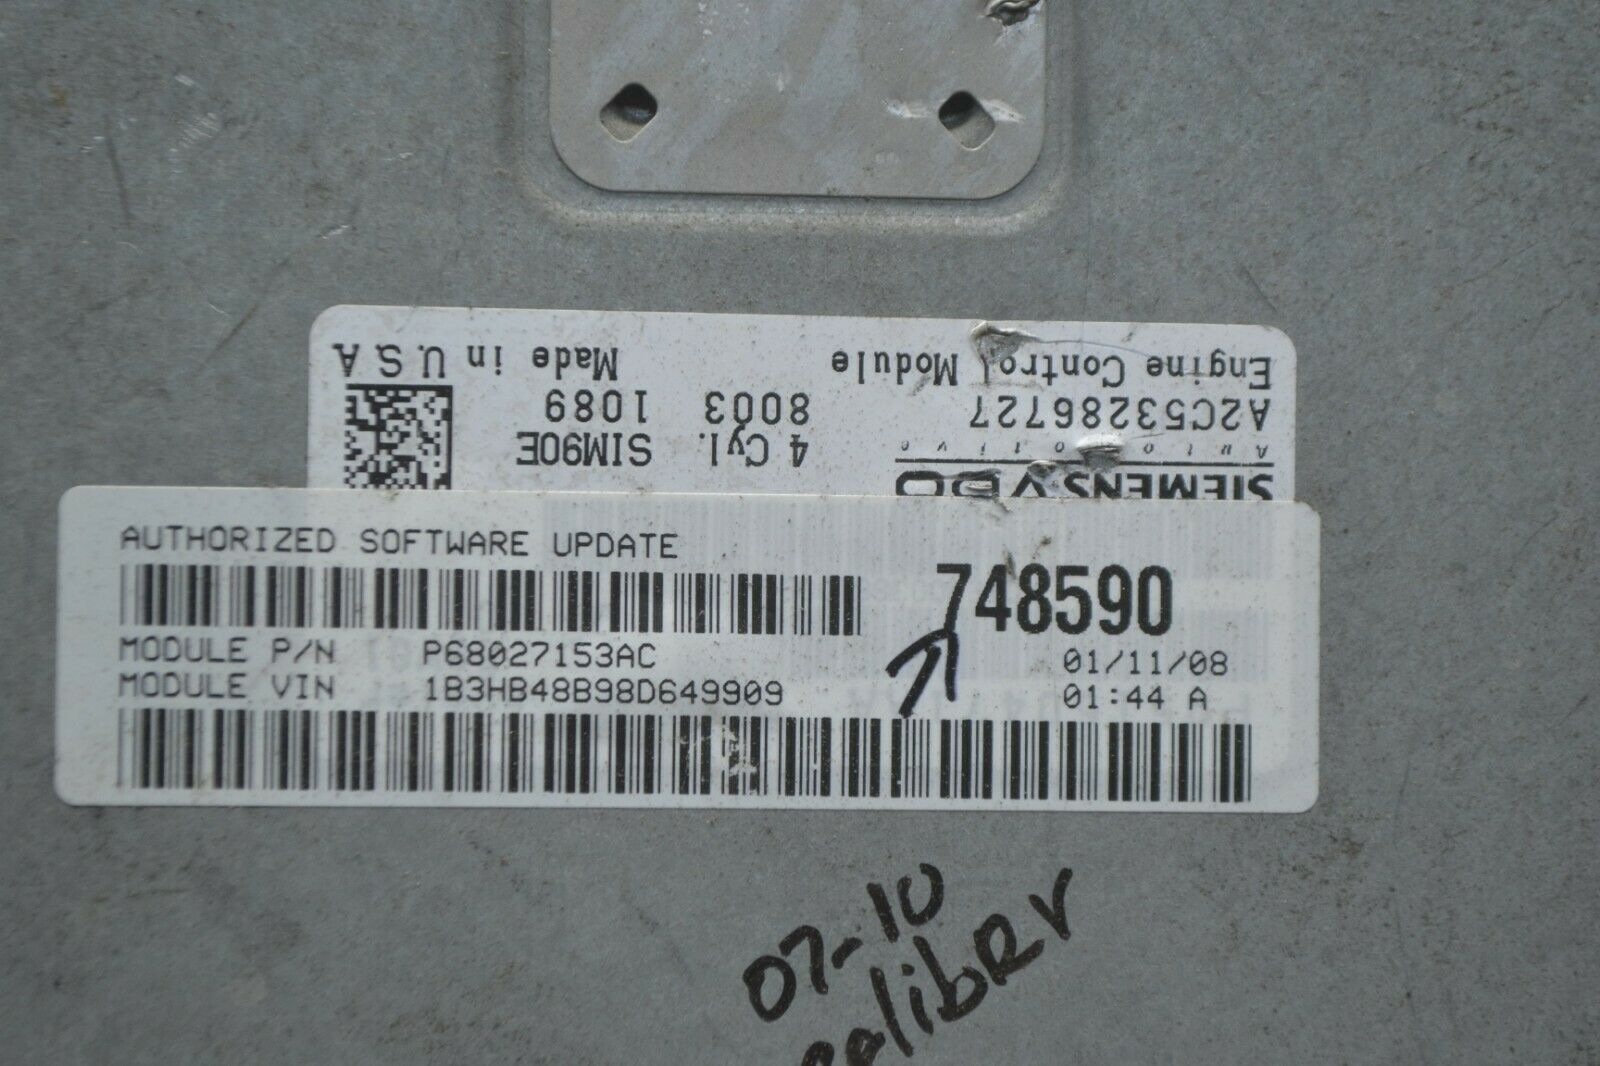 SIEMENS VDO
Automotive
A2C53286727
Engine Control Module
4 Cyl. SIM90E
8003 1089
Made in U.S.A
AUTHORIZED SOFTWARE UPDATE
748590
MODULE P/N P68027153AC 01/11/08
MODULE VIN 1B3HB48B98D649909 01:44 A
07-10
calibRr